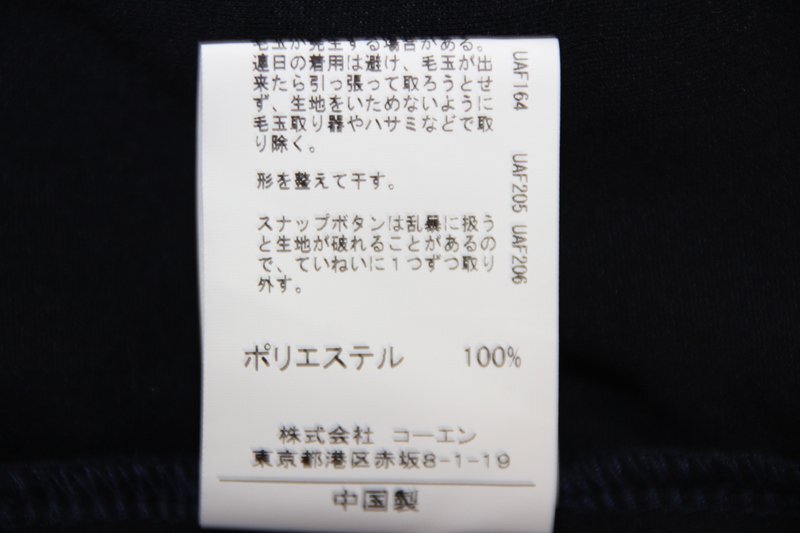 毛玉が発生する場合がある。
連日の着用は避け、毛玉が出
来たら引っ張って取ろうとせ
ず、生地をいためないように
毛玉取り器やハサミなどで取
り除く。
形を整えて干す。
スナップボタンは乱暴に扱う
と生地が破れることがあるの
で、ていねいに1つずつ取り
外す。
ポリエステル 100%
株式会社 コーエン
東京都港区赤坂8-1-19
中国製
UAF164 UAF205 UAF206